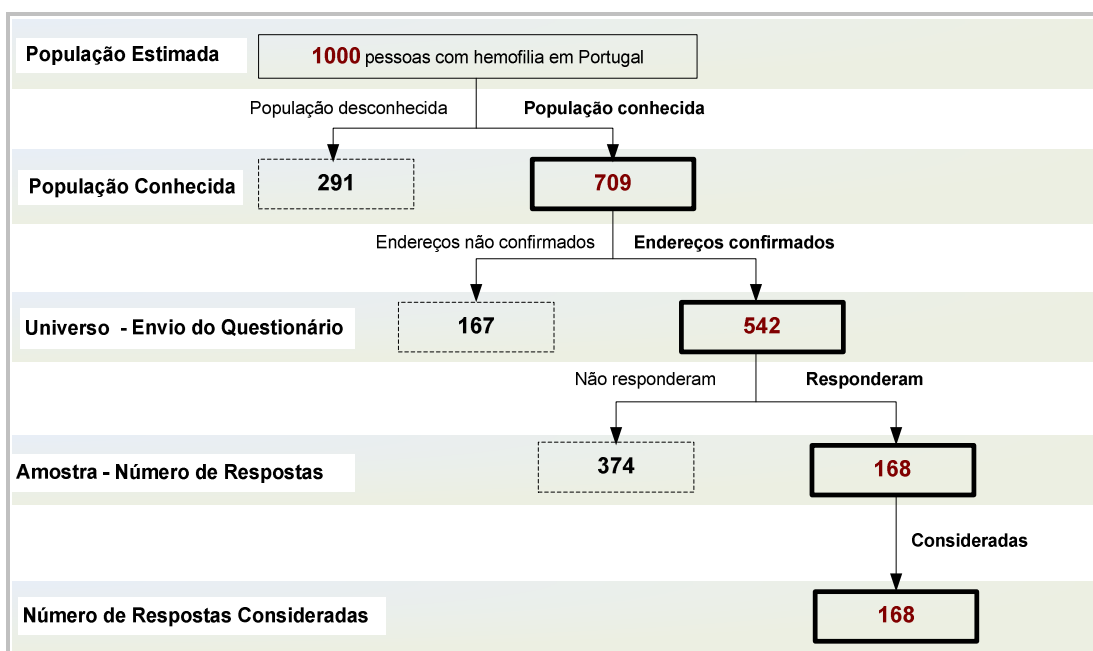 População Estimada
1000 pessoas com hemofilia em Portugal
População desconhecida
População conhecida
População Conhecida
291
709
Endereços não confirmados
Endereços confirmados
Universo - Envio do Questionário
167
542
Não responderam
Responderam
Amostra - Número de Respostas
374
168
Consideradas
Número de Respostas Consideradas
168